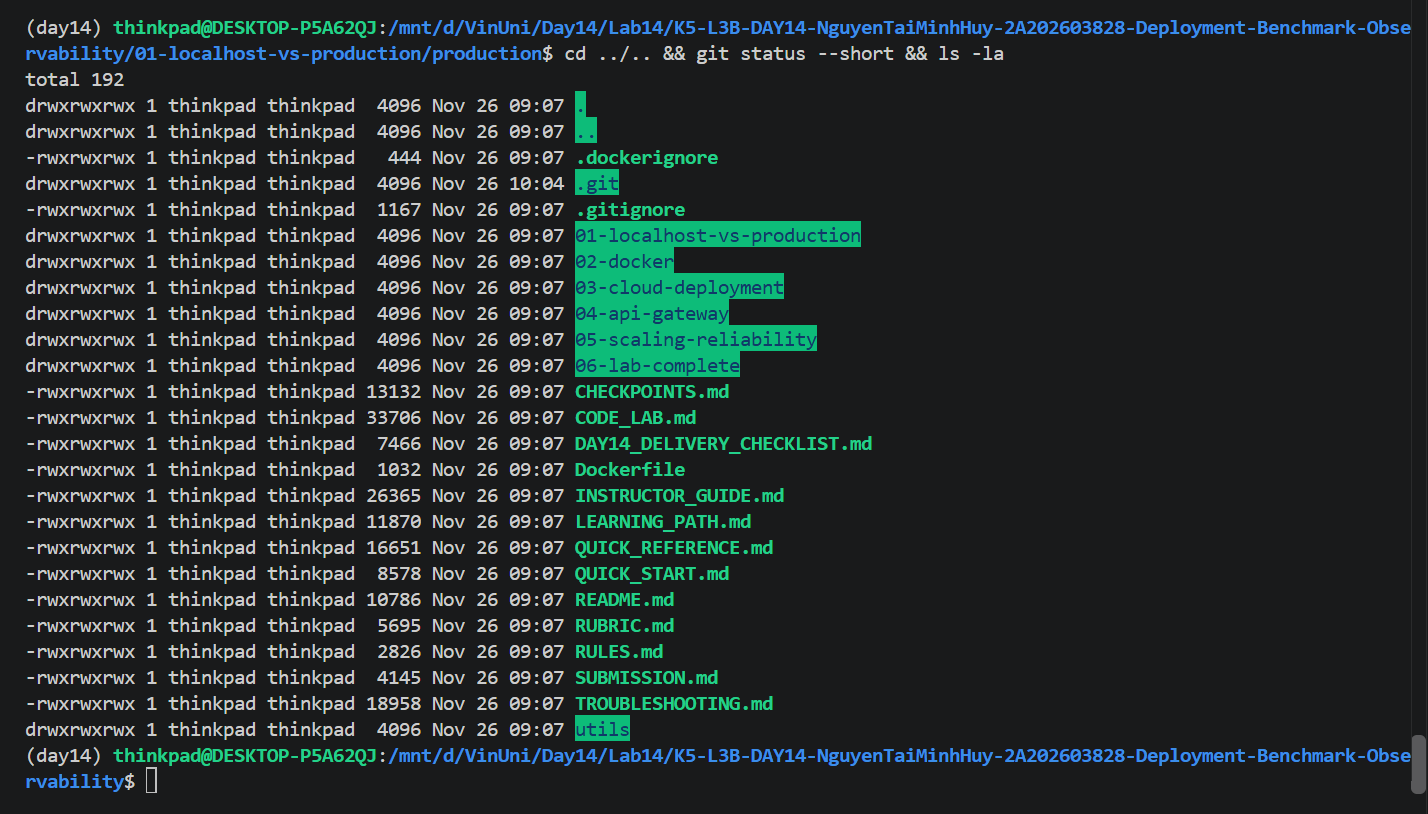 (day14) thinkpad@DESKTOP-P5A62QJ:/mnt/d/VinUni/Day14/Lab14/K5-L3B-DAY14-NguyenTaiMinhHuy-2A202603828-Deployment-Benchmark-Obse
rvability/01-localhost-vs-production/production$ cd ../.. && git status --short && ls -la
total 192
drwxrwxrwx 1 thinkpad thinkpad  4096 Nov 26 09:07 .
drwxrwxrwx 1 thinkpad thinkpad  4096 Nov 26 09:07 ..
-rwxrwxrwx 1 thinkpad thinkpad   444 Nov 26 09:07 .dockerignore
drwxrwxrwx 1 thinkpad thinkpad  4096 Nov 26 10:04 .git
-rwxrwxrwx 1 thinkpad thinkpad  1167 Nov 26 09:07 .gitignore
drwxrwxrwx 1 thinkpad thinkpad  4096 Nov 26 09:07 01-localhost-vs-production
drwxrwxrwx 1 thinkpad thinkpad  4096 Nov 26 09:07 02-docker
drwxrwxrwx 1 thinkpad thinkpad  4096 Nov 26 09:07 03-cloud-deployment
drwxrwxrwx 1 thinkpad thinkpad  4096 Nov 26 09:07 04-api-gateway
drwxrwxrwx 1 thinkpad thinkpad  4096 Nov 26 09:07 05-scaling-reliability
drwxrwxrwx 1 thinkpad thinkpad  4096 Nov 26 09:07 06-lab-complete
-rwxrwxrwx 1 thinkpad thinkpad 13132 Nov 26 09:07 CHECKPOINTS.md
-rwxrwxrwx 1 thinkpad thinkpad 33706 Nov 26 09:07 CODE_LAB.md
-rwxrwxrwx 1 thinkpad thinkpad  7466 Nov 26 09:07 DAY14_DELIVERY_CHECKLIST.md
-rwxrwxrwx 1 thinkpad thinkpad  1032 Nov 26 09:07 Dockerfile
-rwxrwxrwx 1 thinkpad thinkpad 26365 Nov 26 09:07 INSTRUCTOR_GUIDE.md
-rwxrwxrwx 1 thinkpad thinkpad 11870 Nov 26 09:07 LEARNING_PATH.md
-rwxrwxrwx 1 thinkpad thinkpad 16651 Nov 26 09:07 QUICK_REFERENCE.md
-rwxrwxrwx 1 thinkpad thinkpad  8578 Nov 26 09:07 QUICK_START.md
-rwxrwxrwx 1 thinkpad thinkpad 10786 Nov 26 09:07 README.md
-rwxrwxrwx 1 thinkpad thinkpad  5695 Nov 26 09:07 RUBRIC.md
-rwxrwxrwx 1 thinkpad thinkpad  2826 Nov 26 09:07 RULES.md
-rwxrwxrwx 1 thinkpad thinkpad  4145 Nov 26 09:07 SUBMISSION.md
-rwxrwxrwx 1 thinkpad thinkpad 18958 Nov 26 09:07 TROUBLESHOOTING.md
drwxrwxrwx 1 thinkpad thinkpad  4096 Nov 26 09:07 utils
(day14) thinkpad@DESKTOP-P5A62QJ:/mnt/d/VinUni/Day14/Lab14/K5-L3B-DAY14-NguyenTaiMinhHuy-2A202603828-Deployment-Benchmark-Obse
rvability$